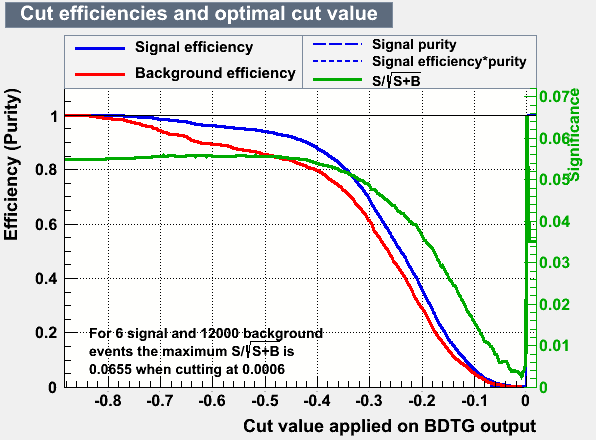 Cut efficiencies and optimal cut value
Signal efficiency
Background efficiency
Signal purity
Signal efficiency*purity
S/√S+B
Efficiency (Purity)
1
0.8
0.6
0.4
0.2
0
0.07
0.06
0.05
0.04
0.03
0.02
0.01
0
Significance
For 6 signal and 12000 background
events the maximum S/√S+B is
0.0655 when cutting at 0.0006
-0.8 -0.7 -0.6 -0.5 -0.4 -0.3 -0.2 -0.1 0
Cut value applied on BDTG output